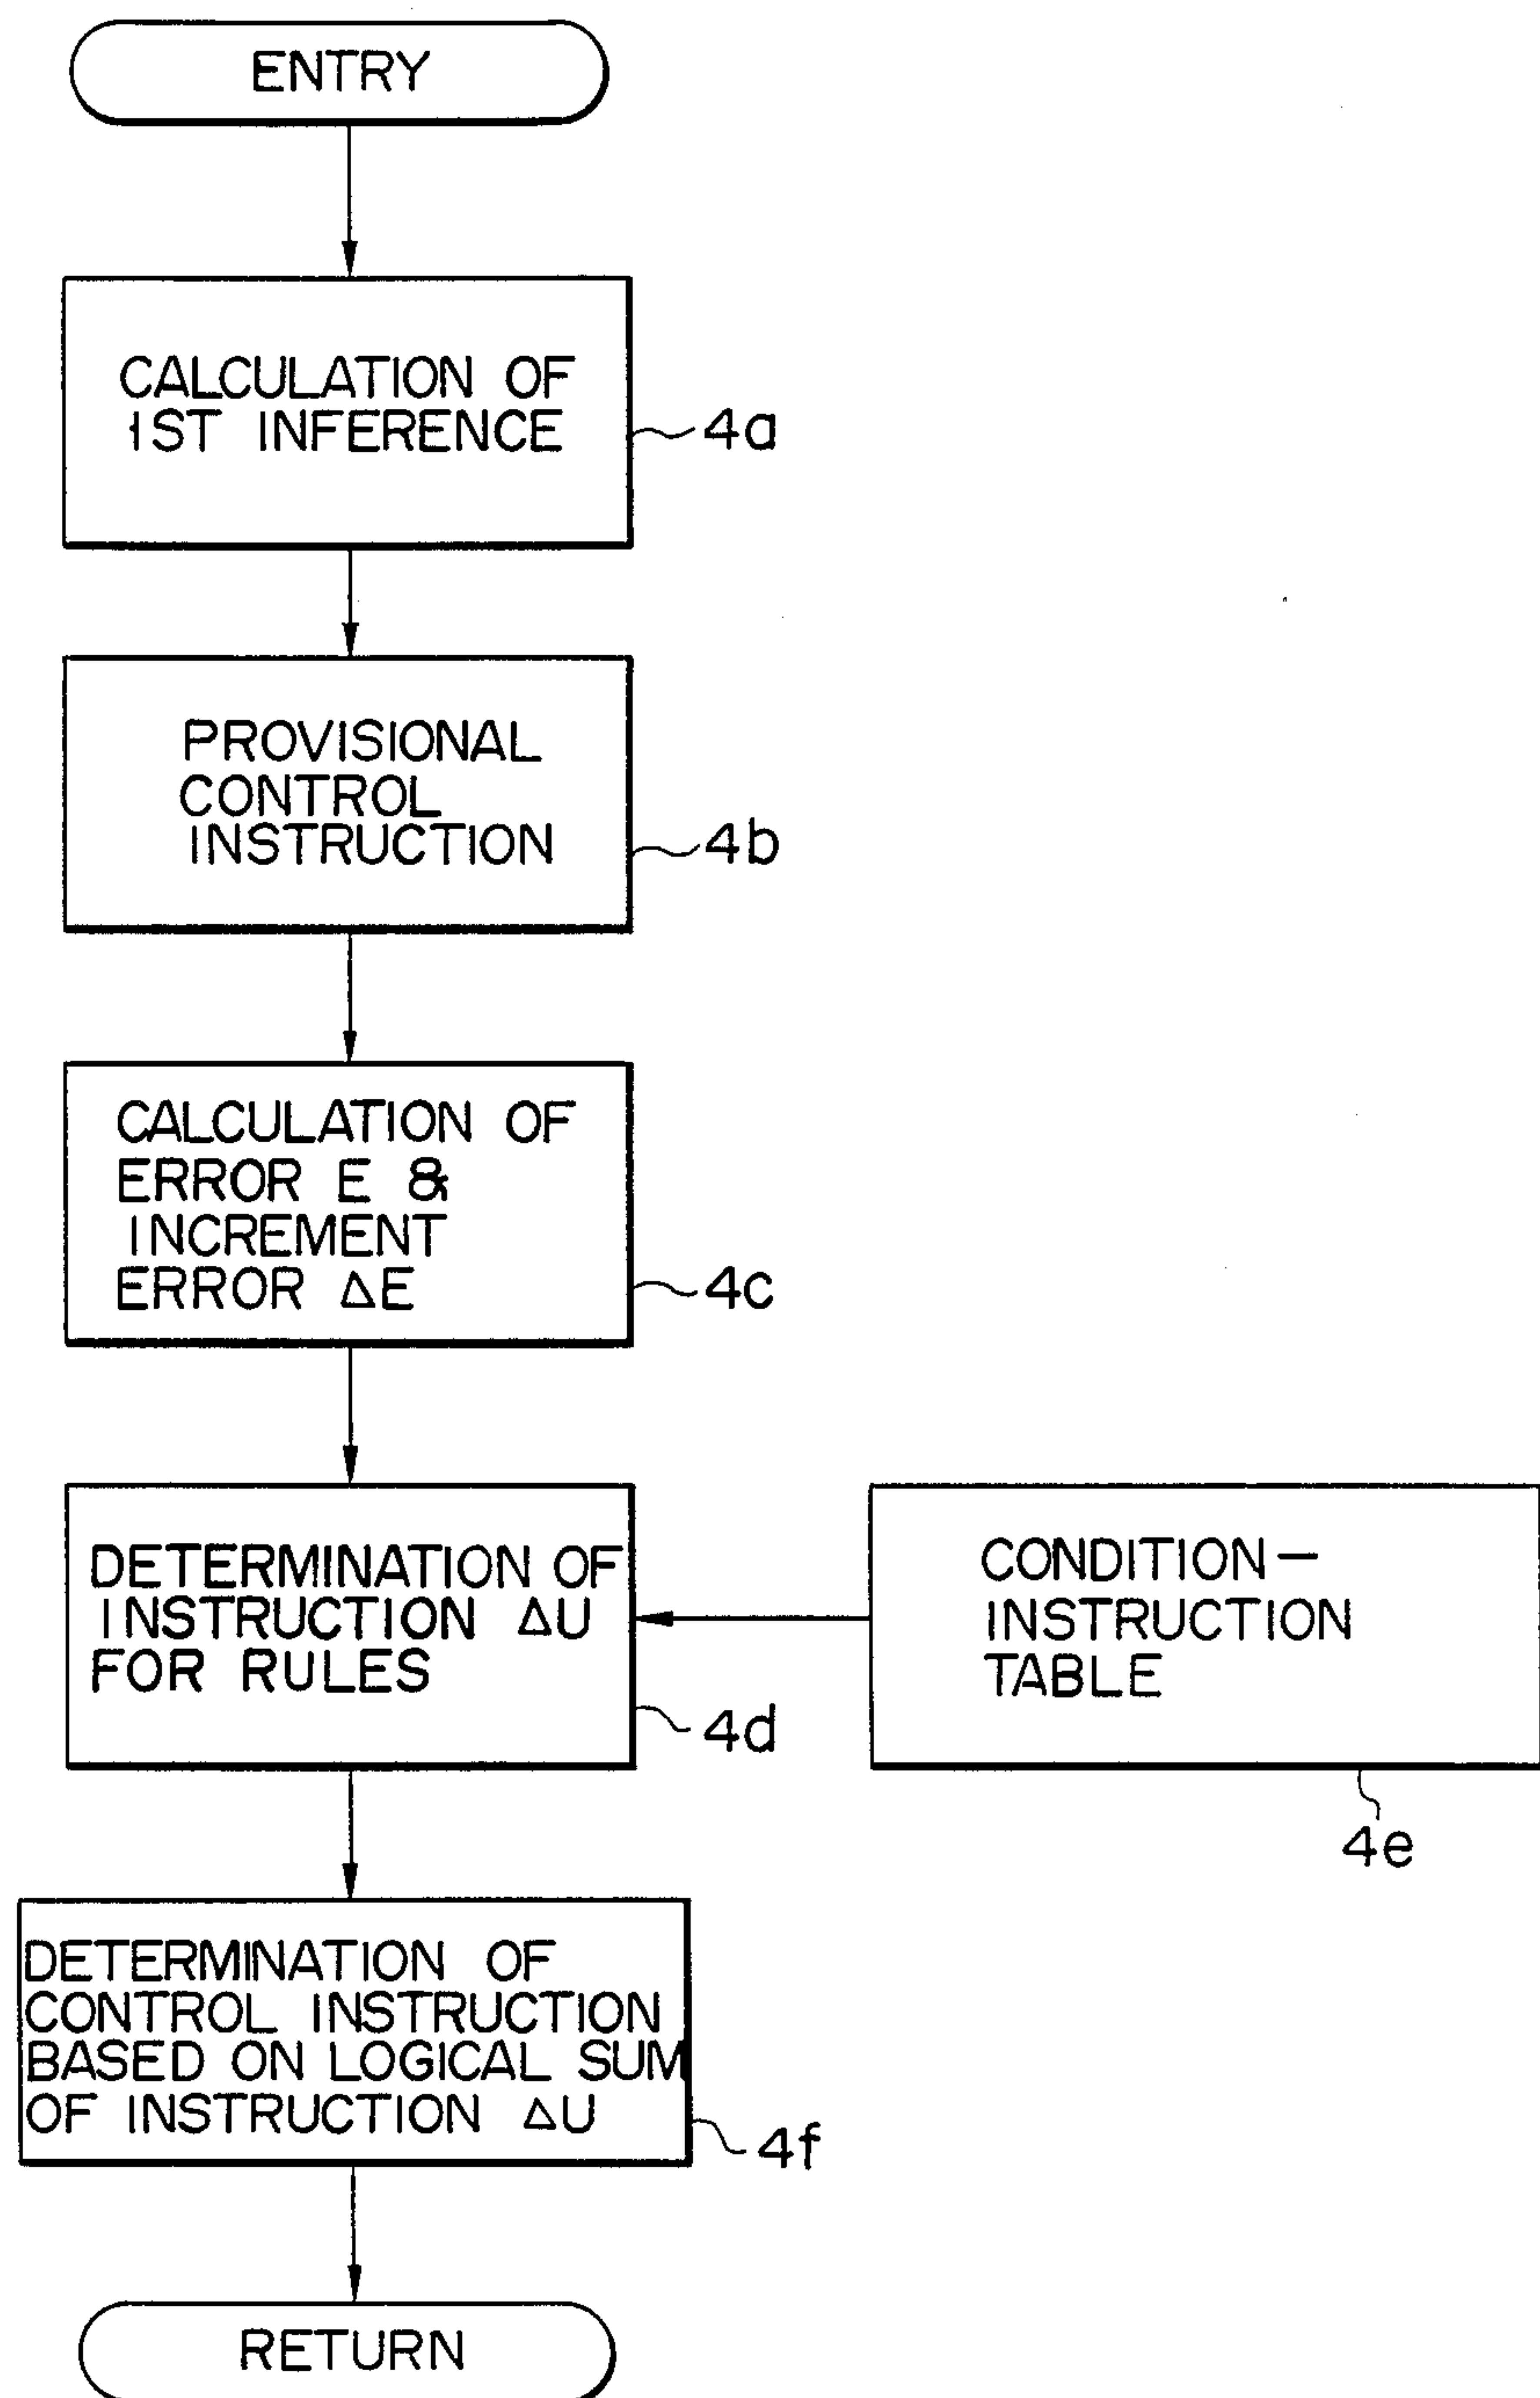 ENTRY
CALCULATION OF
1ST INFERENCE
4a
PROVISIONAL
CONTROL
INSTRUCTION
4b
CALCULATION OF
ERROR E &
INCREMENT
ERROR ΔE
4c
DETERMINATION OF
INSTRUCTION ΔU
FOR RULES
4d
CONDITION—
INSTRUCTION
TABLE
4e
DETERMINATION OF
CONTROL INSTRUCTION
BASED ON LOGICAL SUM
OF INSTRUCTION ΔU
4f
RETURN